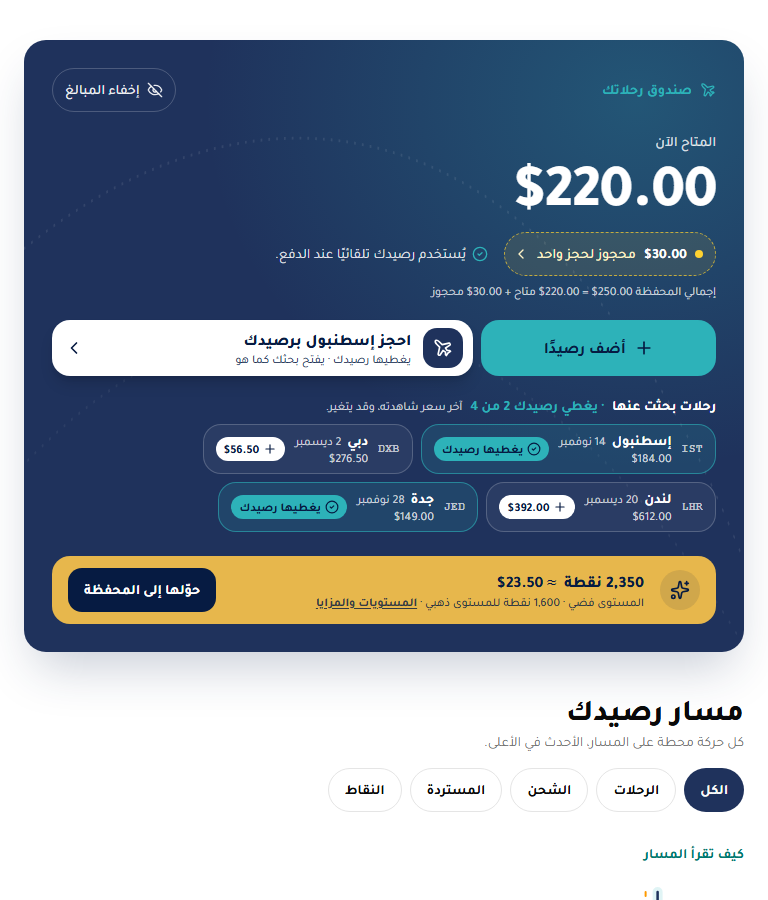 صندوق رحلاتك
إخفاء المبالغ
المتاح الآن
$220.00
$30.00 محجوز لحجز واحد
يُستخدم رصيدك تلقائيًا عند الدفع.
إجمالي المحفظة $250.00 = $220.00 متاح + $30.00 محجوز
أضف رصيدًا
احجز إسطنبول برصيدك
يغطيها رصيدك · يفتح بحثك كما هو
رحلات بحثت عنها · يغطي رصيدك 2 من 4 آخر سعر شاهدته، وقد يتغير.
IST إسطنبول 14 نوفمبر
$184.00
يغطيها رصيدك
DXB دبي 2 ديسمبر
$276.50
+ $56.50
LHR لندن 20 ديسمبر
$612.00
+ $392.00
JED جدة 28 نوفمبر
$149.00
يغطيها رصيدك
2,350 نقطة ≈ $23.50
المستوى فضي · 1,600 نقطة للمستوى ذهبي · المستويات والمزايا
حوّلها إلى المحفظة
مسار رصيدك
كل حركة محطة على المسار، الأحدث في الأعلى.
الكل
الرحلات
الشحن
المستردة
النقاط
كيف تقرأ المسار